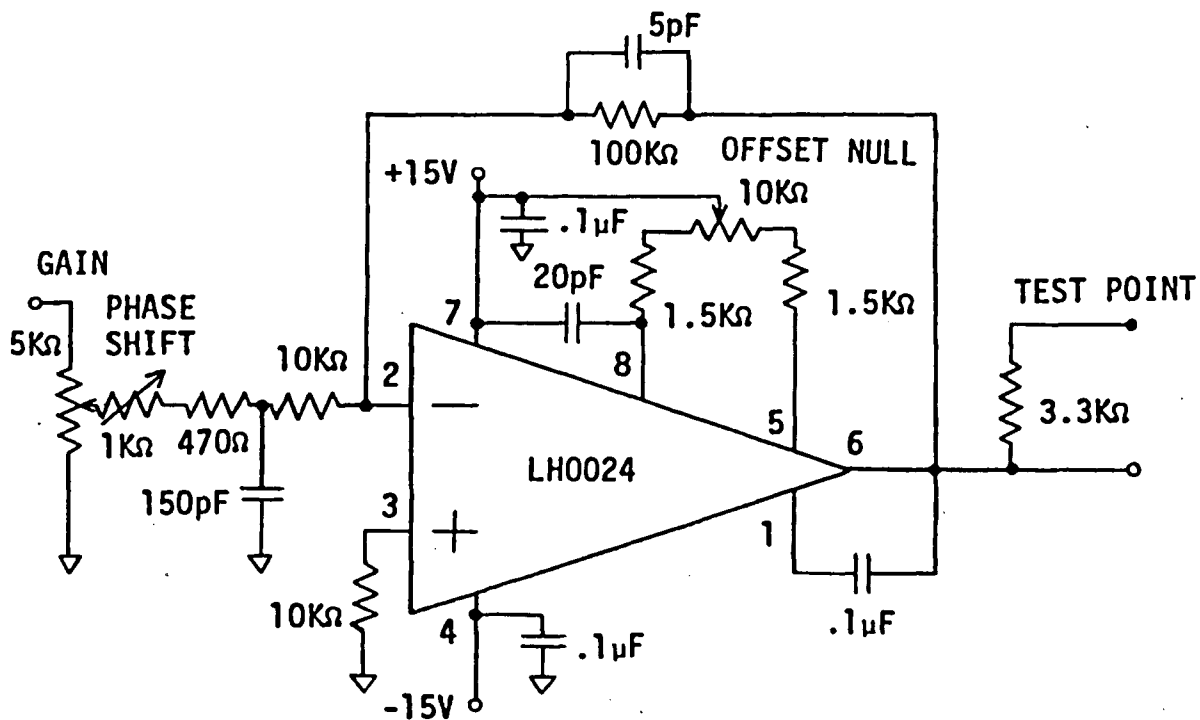 5pF
100KΩ
OFFSET NULL
10KΩ
+15V
.1µF
GAIN
PHASE
SHIFT
5KΩ
1KΩ
470Ω
10KΩ
150pF
20pF
1.5KΩ
1.5KΩ
7
2
8
5
6
3
1
4
LH0024
10KΩ
.1µF
-15V
.1µF
TEST POINT
3.3KΩ